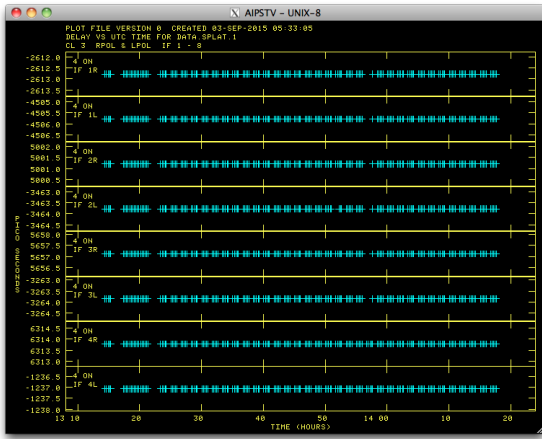 AIPSTV - UNIX-8
PLOT FILE VERSION 0 CREATED 03-SEP-2015 05:33:05
DELAY VS UTC TIME FOR DATA.SPLAT.1
CL 3 RPOL & LPOL IF 1 - 8
-2612.0
-2612.5
-2613.0
-2613.5
4 ON
IF 1R
-4505.0
-4505.5
-4506.0
-4506.5
4 ON
IF 1L
5002.0
5001.5
5001.0
5000.5
4 ON
IF 2R
-3463.0
-3463.5
-3464.0
-3464.5
4 ON
IF 2L
5658.0
5657.5
5657.0
5656.5
4 ON
IF 3R
-3263.0
-3263.5
-3264.0
-3264.5
4 ON
IF 3L
6314.5
6314.0
6313.5
6313.0
4 ON
IF 4R
-1236.5
-1237.0
-1237.5
-1238.0
4 ON
IF 4L
PICO SECONDS
13 10 20 30 40 50 14 00 10 20
TIME (HOURS)